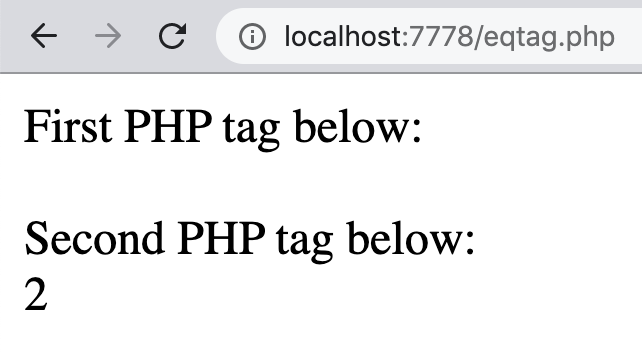 localhost:7778/eqtag.php
First PHP tag below:
Second PHP tag below:
2